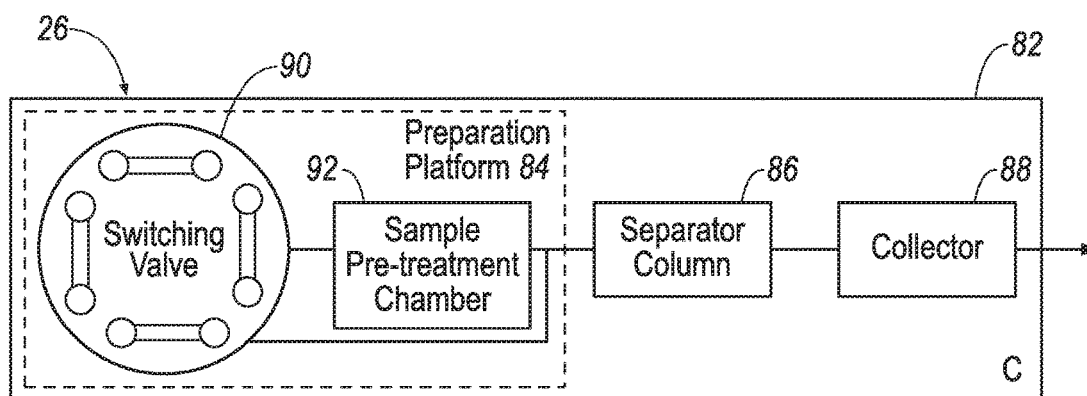 26
90
82
Preparation
Platform 84
92
86
88
Switching
Valve
Sample
Pre-treatment
Chamber
Separator
Column
Collector
C